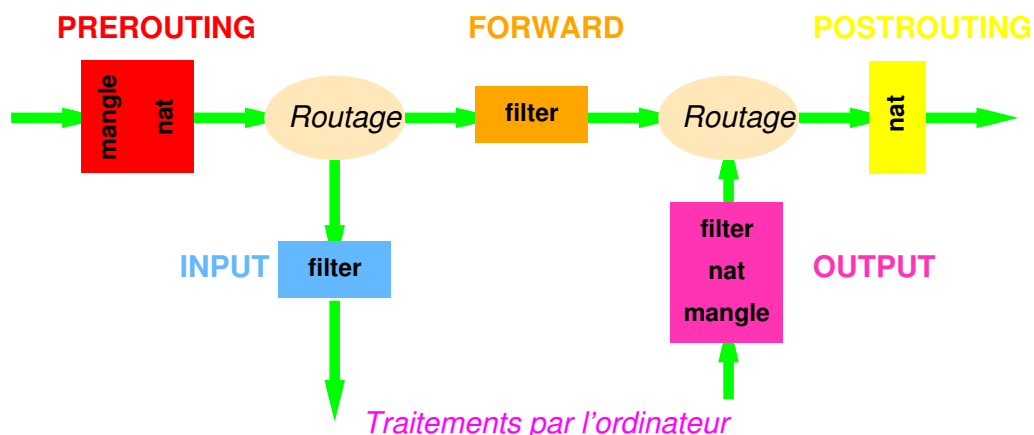 PREROUTING
FORWARD
POSTROUTING
mangle
nat
Routage
filter
Routage
nat
INPUT
filter
filter
nat
mangle
OUTPUT
Traitements par l'ordinateur